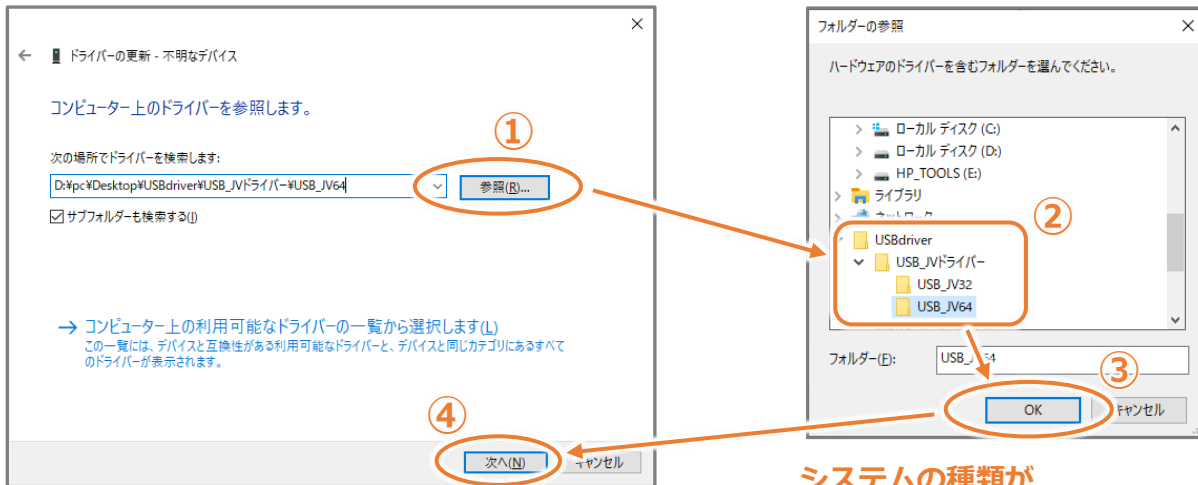 ドライバーの更新 - 不明なデバイス
コンピューター上のドライバーを参照します。
①
次の場所でドライバーを検索します:
D:¥pc¥Desktop¥USBdriver¥USB_JVドライバー¥USB_JV64
参照(R)...
サブフォルダーも検索する(I)
→ コンピューター上の利用可能なドライバーの一覧から選択します(L)
この一覧には、デバイスと互換性がある利用可能なドライバーと、デバイスと同じカテゴリにあるすべて
のドライバーが表示されます。
④
次へ(N)
キャンセル
フォルダーの参照
ハードウェアのドライバーを含むフォルダーを選んでください。
ローカル ディスク (C:)
ローカル ディスク (D:)
HP_TOOLS (E:)
ライブラリ
②
USBdriver
USB_JVドライバー
USB_JV32
USB_JV64
フォルダー(F):
③
OK
キャンセル
システムの種類が